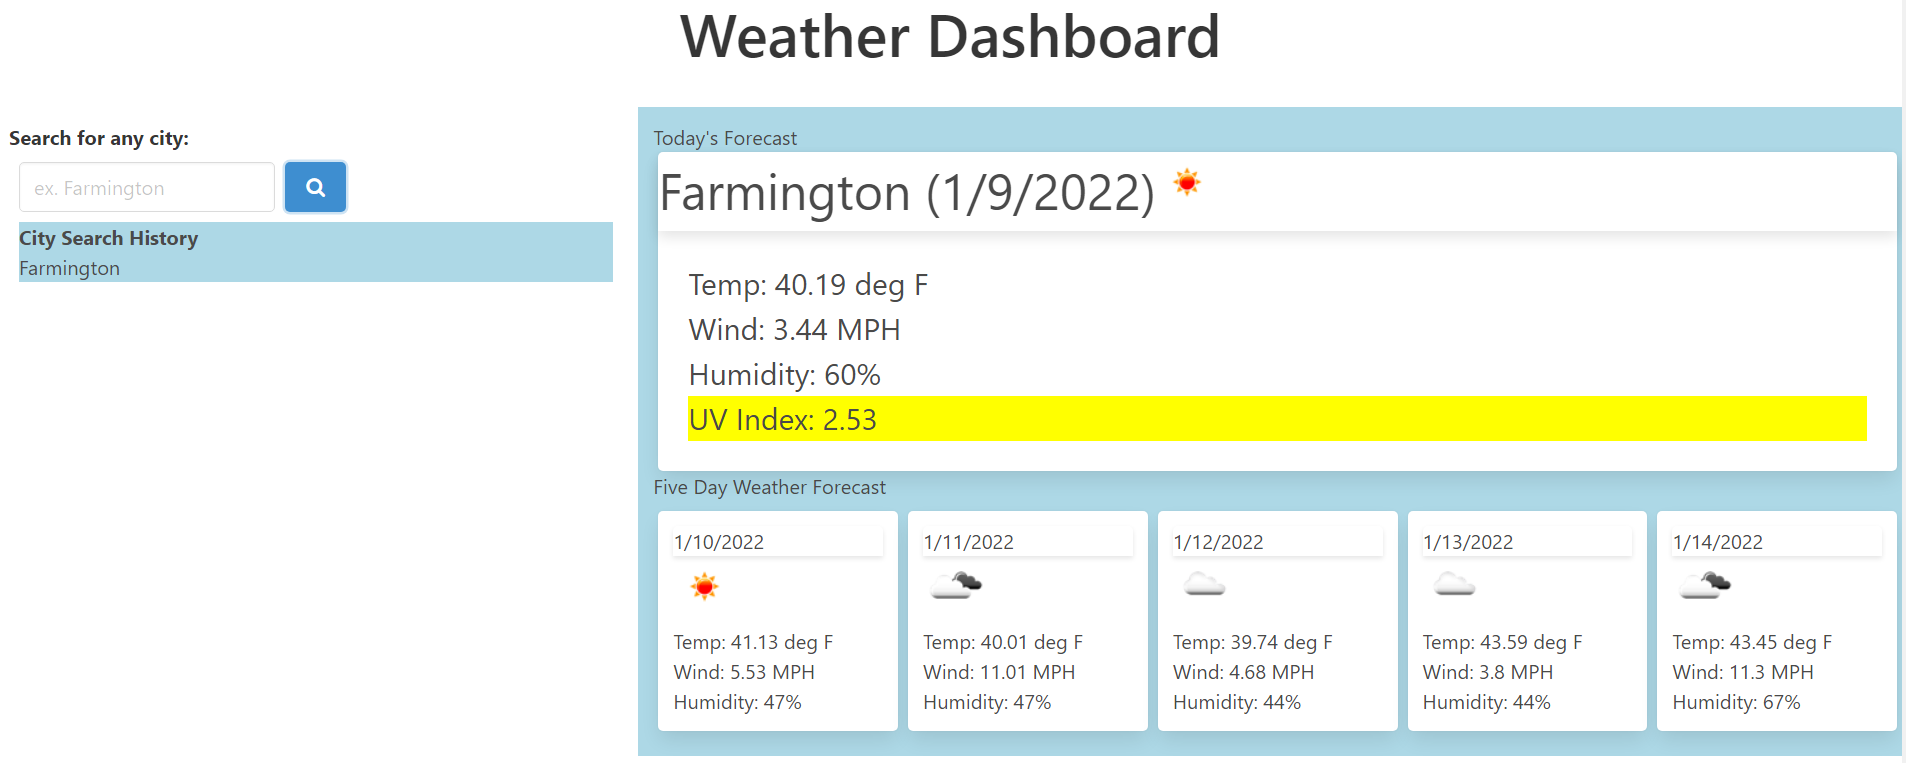 Weather Dashboard
Search for any city:
ex. Farmington
City Search History
Farmington
Today's Forecast
Farmington (1/9/2022)
Temp: 40.19 deg F
Wind: 3.44 MPH
Humidity: 60%
UV Index: 2.53
Five Day Weather Forecast
1/10/2022
Temp: 41.13 deg F
Wind: 5.53 MPH
Humidity: 47%
1/11/2022
Temp: 40.01 deg F
Wind: 11.01 MPH
Humidity: 47%
1/12/2022
Temp: 39.74 deg F
Wind: 4.68 MPH
Humidity: 44%
1/13/2022
Temp: 43.59 deg F
Wind: 3.8 MPH
Humidity: 44%
1/14/2022
Temp: 43.45 deg F
Wind: 11.3 MPH
Humidity: 67%